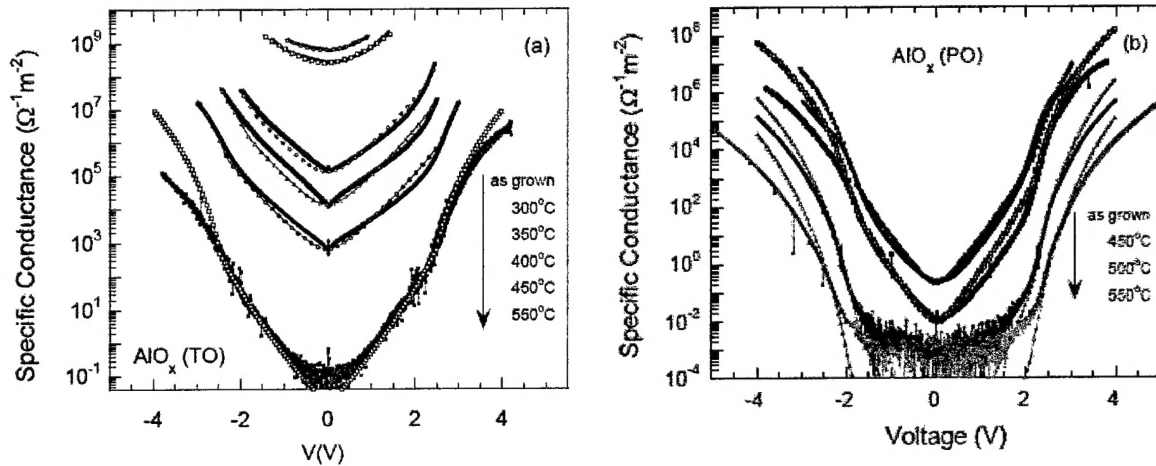 (a)
Specific Conductance (Ω⁻¹m⁻²)
10⁹
10⁷
10⁵
10³
10¹
10⁻¹
as grown
300°C
350°C
400°C
450°C
550°C
AlOₓ (TO)
-4 -2 0 2 4
V(V)
(b)
AlOₓ (PO)
Specific Conductance (Ω⁻¹m⁻²)
10⁸
10⁶
10⁴
10²
10⁰
10⁻²
10⁻⁴
as grown
450°C
500°C
550°C
-4 -2 0 2 4
Voltage (V)